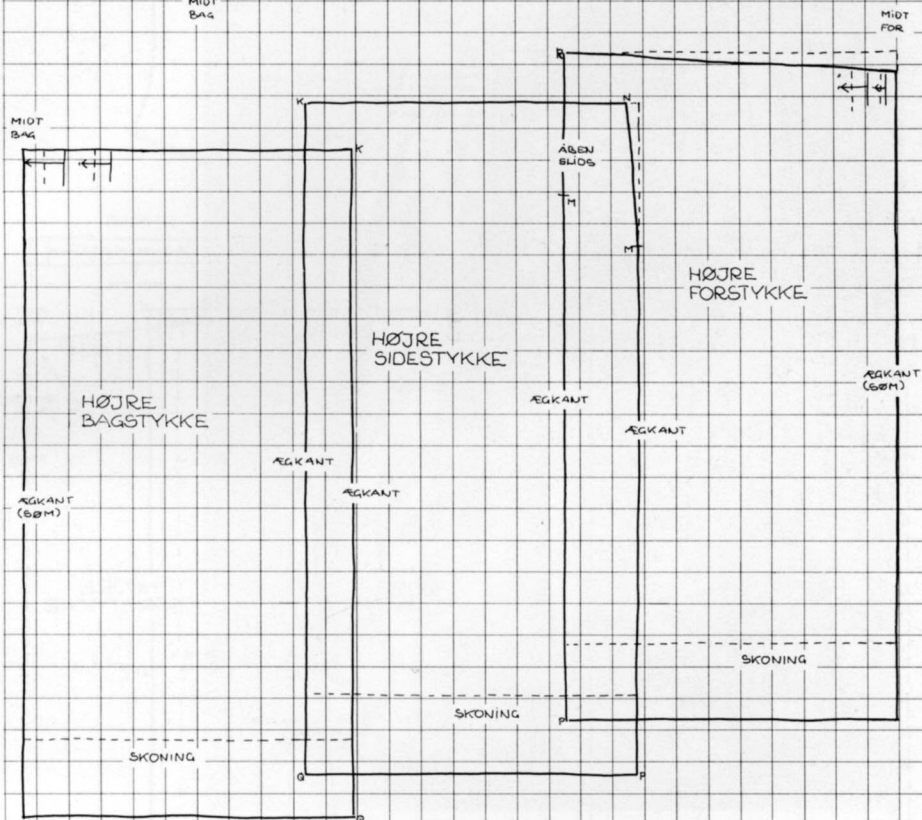 MIDT
BAG
MIDT
FOR
MIDT
BAG
K
K
N
ÅBEN
SLIDS
M
M
HØJRE
FORSTYKKE
HØJRE
SIDESTYKKE
HØJRE
BAGSTYKKE
ÆGKANT
(SØM)
ÆGKANT
ÆGKANT
ÆGKANT
ÆGKANT
ÆGKANT
(SØM)
SKONING
SKONING
SKONING
P
Q
P